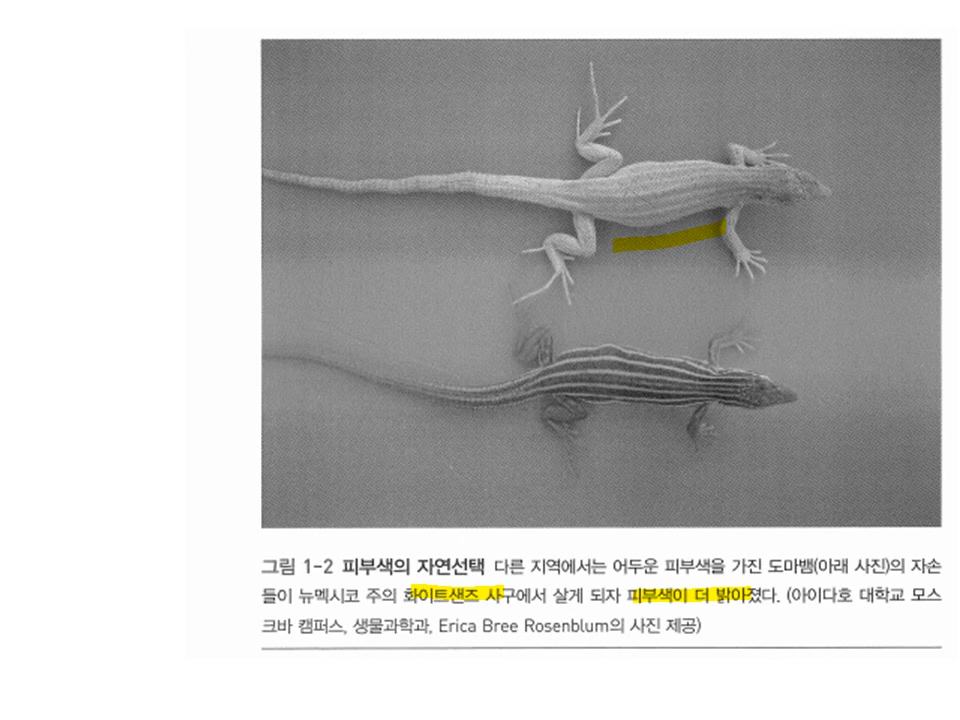 그림 1-2 피부색의 자연선택 다른 지역에서는 어두운 피부색을 가진 도마뱀(아래 사진)의 자손
들이 뉴멕시코 주의 화이트샌즈 사구에서 살게 되자 피부색이 더 밝아졌다. (아이다호 대학교 모스
크바 캠퍼스, 생물과학과, Erica Bree Rosenblum의 사진 제공)